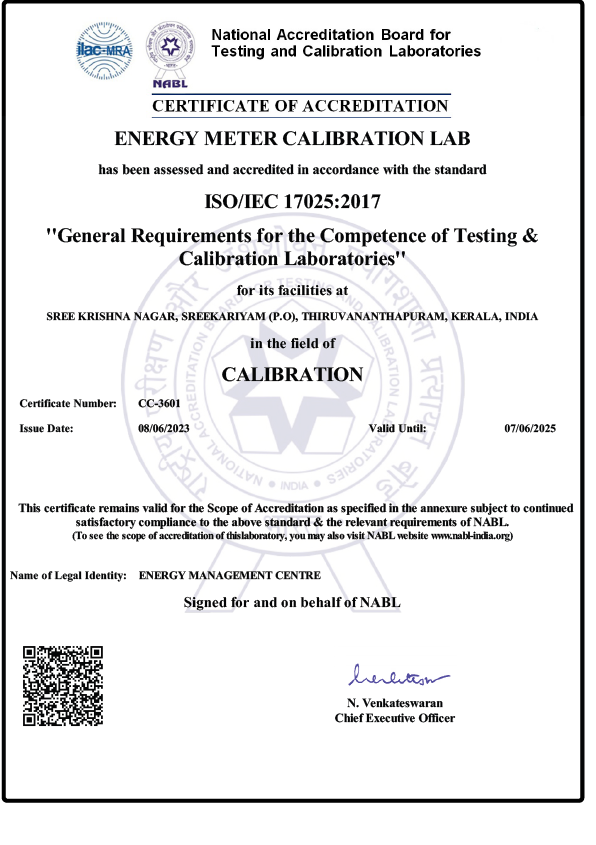 ilac-MRA
NABL
National Accreditation Board for
Testing and Calibration Laboratories
CERTIFICATE OF ACCREDITATION
ENERGY METER CALIBRATION LAB
has been assessed and accredited in accordance with the standard
ISO/IEC 17025:2017
"General Requirements for the Competence of Testing &
Calibration Laboratories"
for its facilities at
SREE KRISHNA NAGAR, SREEKARIYAM (P.O), THIRUVANANTHAPURAM, KERALA, INDIA
in the field of
CALIBRATION
Certificate Number: CC-3601
Issue Date: 08/06/2023 Valid Until: 07/06/2025
This certificate remains valid for the Scope of Accreditation as specified in the annexure subject to continued
satisfactory compliance to the above standard & the relevant requirements of NABL.
(To see the scope of accreditation of thislaboratory, you may also visit NABL website www.nabl-india.org)
Name of Legal Identity: ENERGY MANAGEMENT CENTRE
Signed for and on behalf of NABL
N. Venkateswaran
Chief Executive Officer